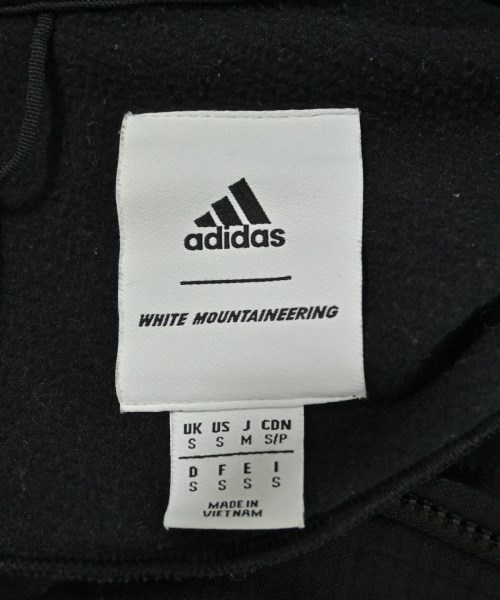 adidas
WHITE MOUNTAINEERING
UK US J CDN
S S M S/P
D F E I
S S S S
MADE IN
VIETNAM